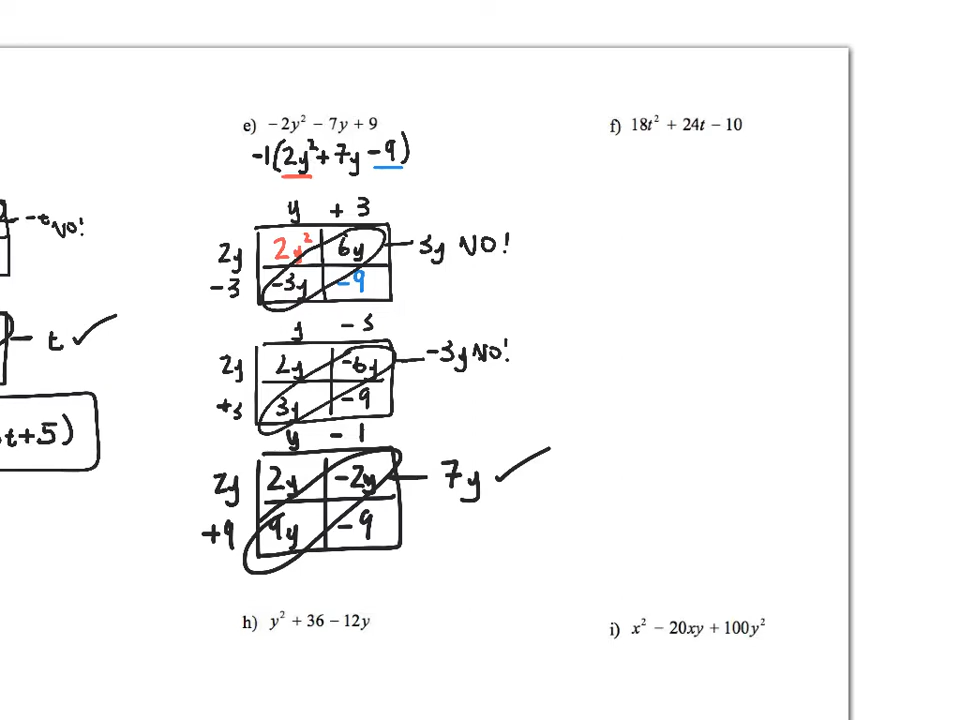 e) -2y² - 7y + 9
f) 18t² + 24t - 10
-1(2y² + 7y - 9)
-t NO!
y + 3
2y 2y² 6y 3y NO!
-3 -3y -9
y - 3
2y 2y -6y -3y NO!
+3 3y -9
t ✓
t+5)
y - 1
2y 2y -2y 7y ✓
+9 9y -9
h) y² + 36 - 12y
i) x² - 20xy + 100y²